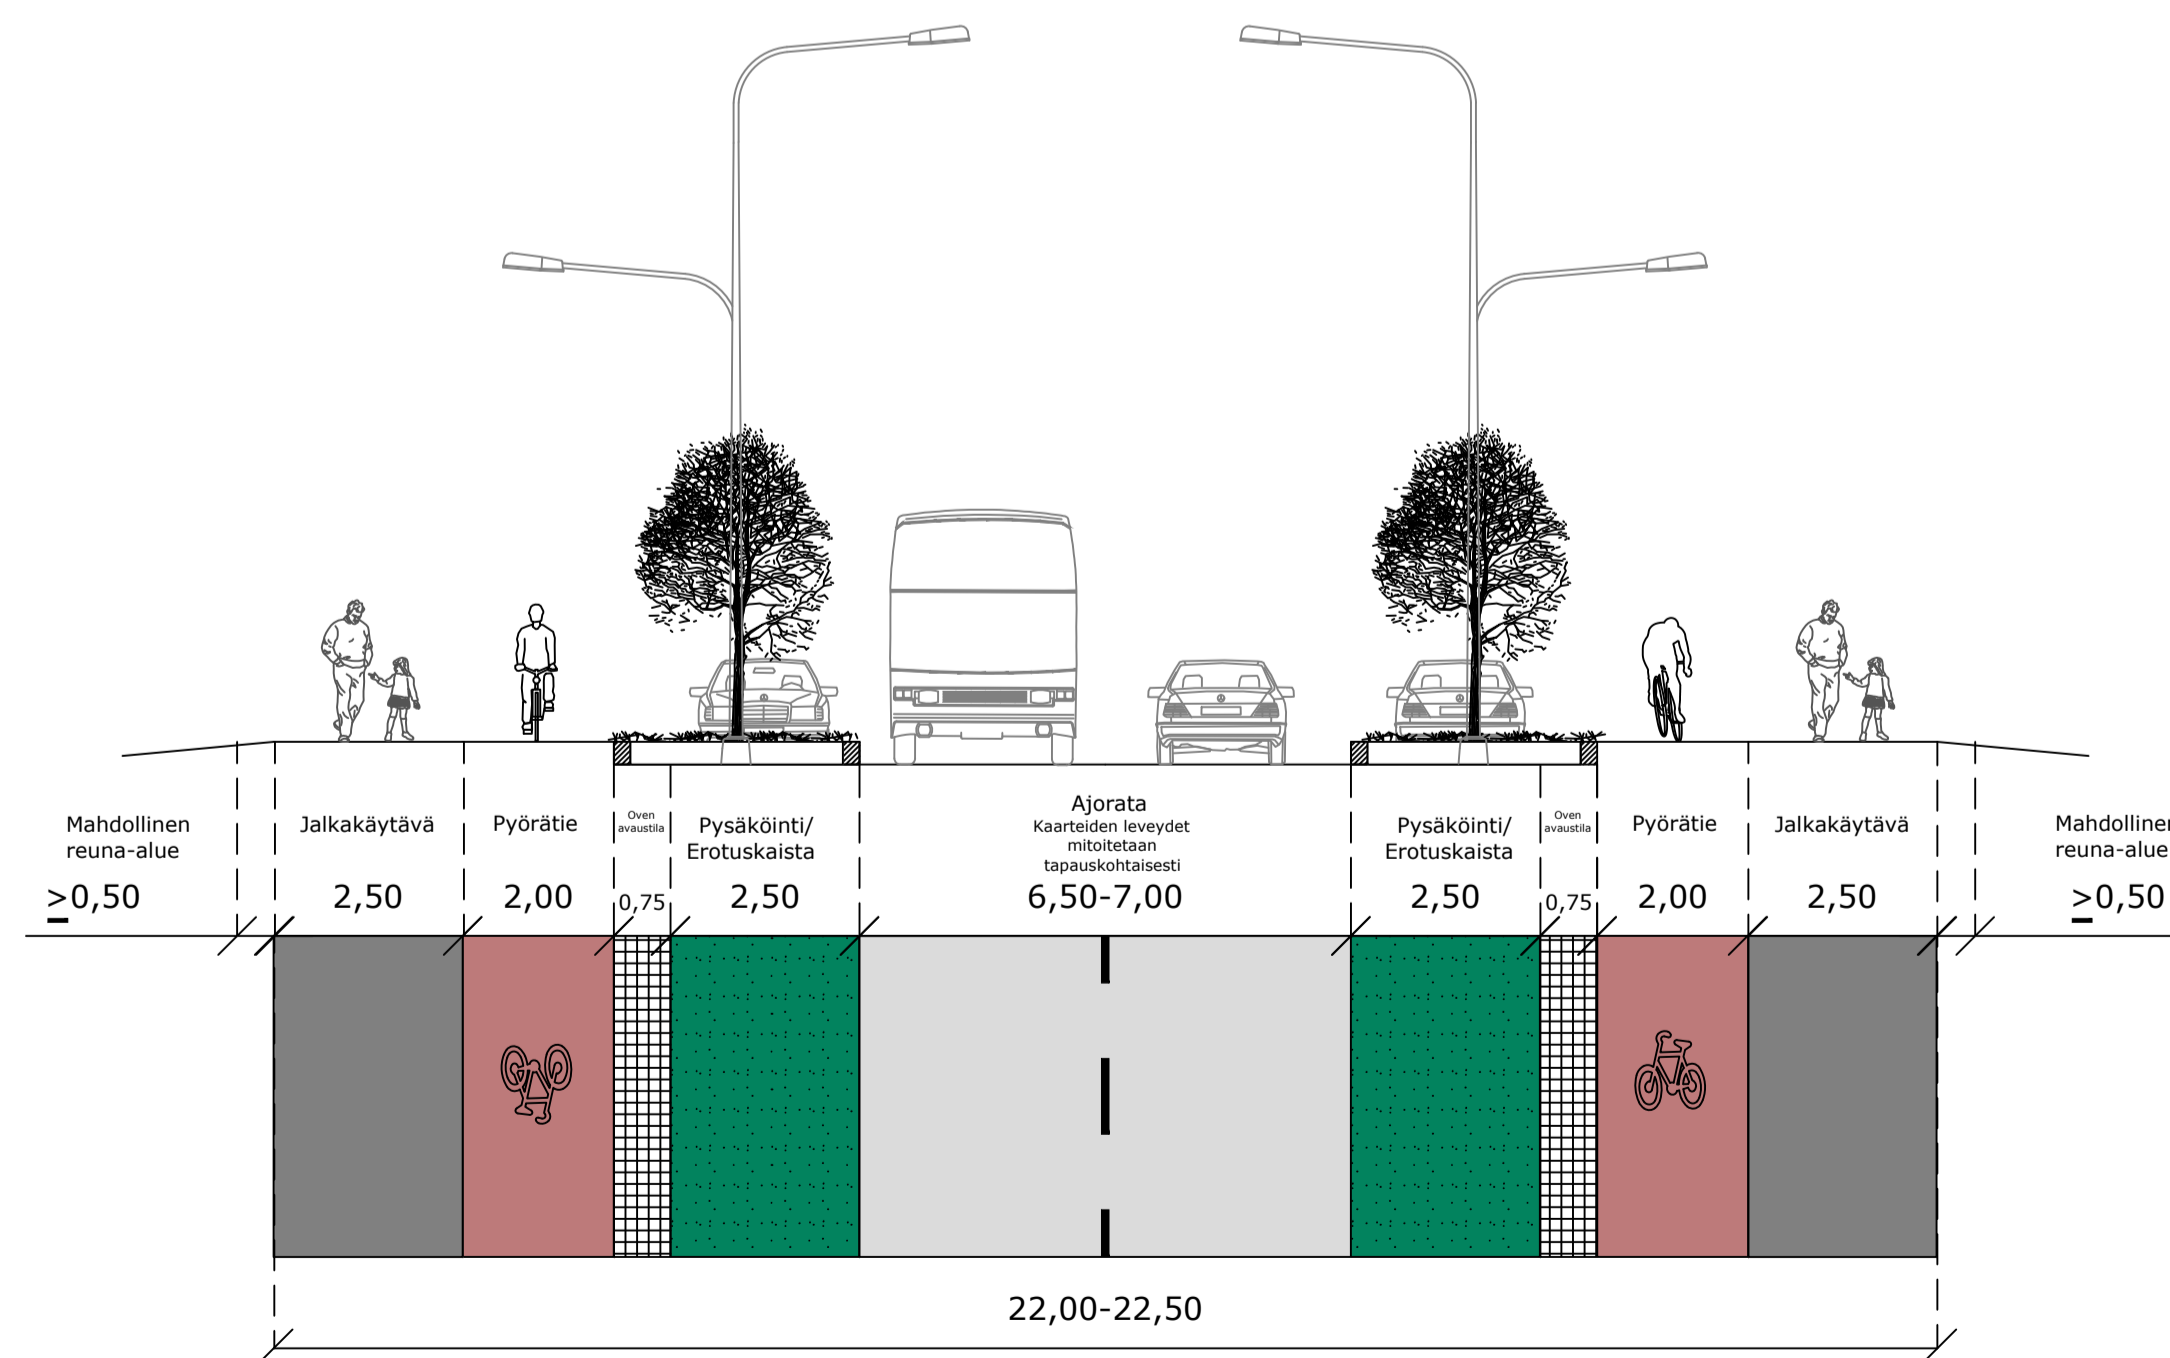 Mahdollinen
reuna-alue
>0,50
Jalkakäytävä
2,50
Pyörätie
2,00
Oven
avaustila
0,75
Pysäköinti/
Erotuskaista
2,50
Ajorata
Kaarteiden leveydet
mitoitetaan
tapauskohtaisesti
6,50-7,00
Pysäköinti/
Erotuskaista
2,50
Oven
avaustila
0,75
Pyörätie
2,00
Jalkakäytävä
2,50
Mahdollinen
reuna-alue
>0,50
22,00-22,50